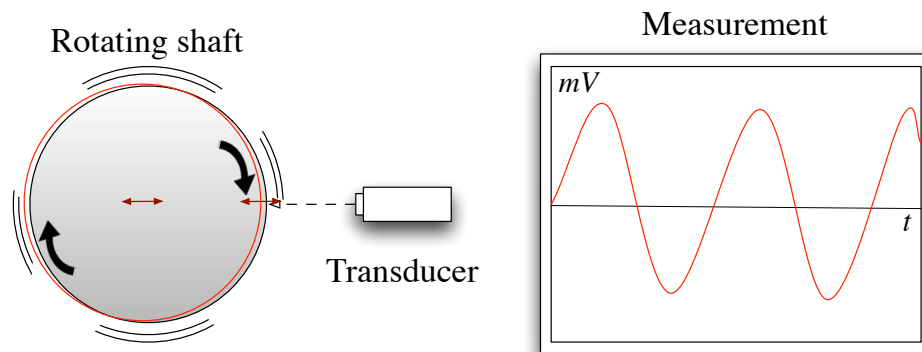 Rotating shaft
Transducer
Measurement
mV
t